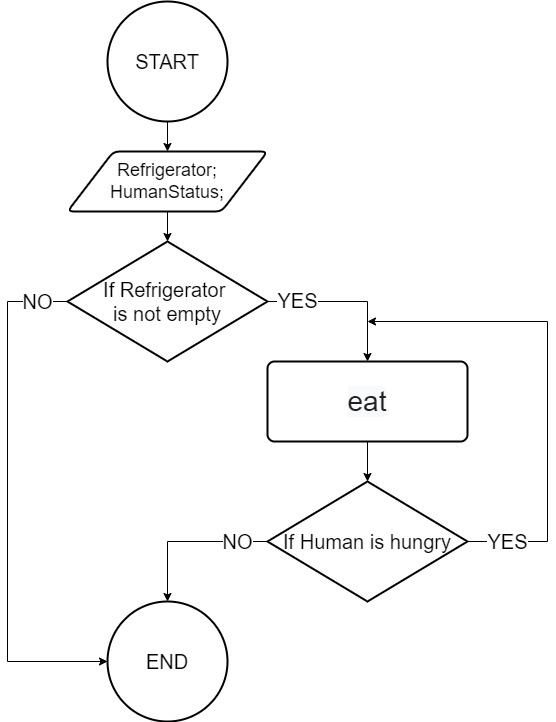 START
Refrigerator;
HumanStatus;
If Refrigerator
is not empty
NO
YES
eat
If Human is hungry
NO
YES
END